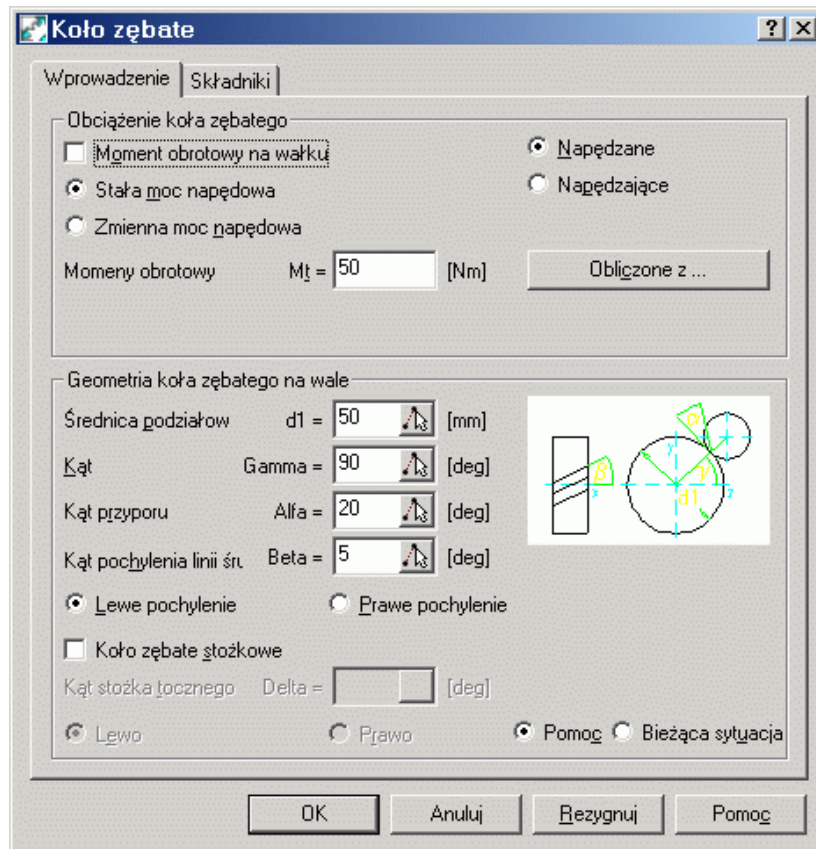 Koło zębate
Wprowadzenie Składniki
Obciążenie koła zębatego
Moment obrotowy na wałku Napędzane
Stała moc napędowa Napędzające
Zmienna moc napędowa
Momeny obrotowy Mt = 50 [Nm] Obliczone z ...
Geometria koła zębatego na wale
Średnica podziałow d1 = 50 [mm]
Kąt Gamma = 90 [deg]
Kąt przyporu Alfa = 20 [deg]
Kąt pochylenia linii śru Beta = 5 [deg]
α
y
β γ
x d1 z
Lewe pochylenie Prawe pochylenie
Koło zębate stożkowe
Kąt stożka tocznego Delta = [deg]
Lewo Prawo Pomoc Bieżąca sytuacja
OK Anuluj Rezygnuj Pomoc